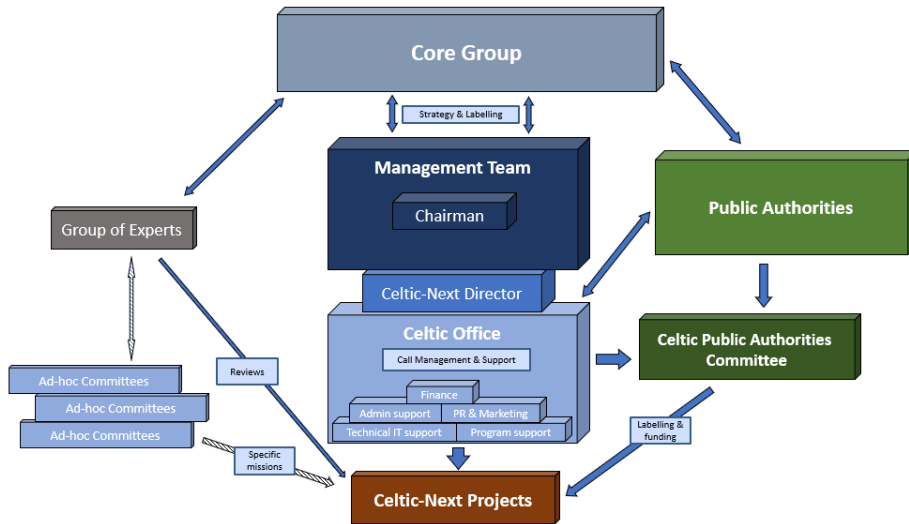 Core Group
Strategy & Labelling
Management Team
Chairman
Public Authorities
Group of Experts
Celtic-Next Director
Celtic Office
Call Management & Support
Celtic Public Authorities
Committee
Reviews
Finance
Ad-hoc Committees
Ad-hoc Committees
Ad-hoc Committees
Admin support
PR & Marketing
Technical IT support
Program support
Labelling &
funding
Specific
missions
Celtic-Next Projects